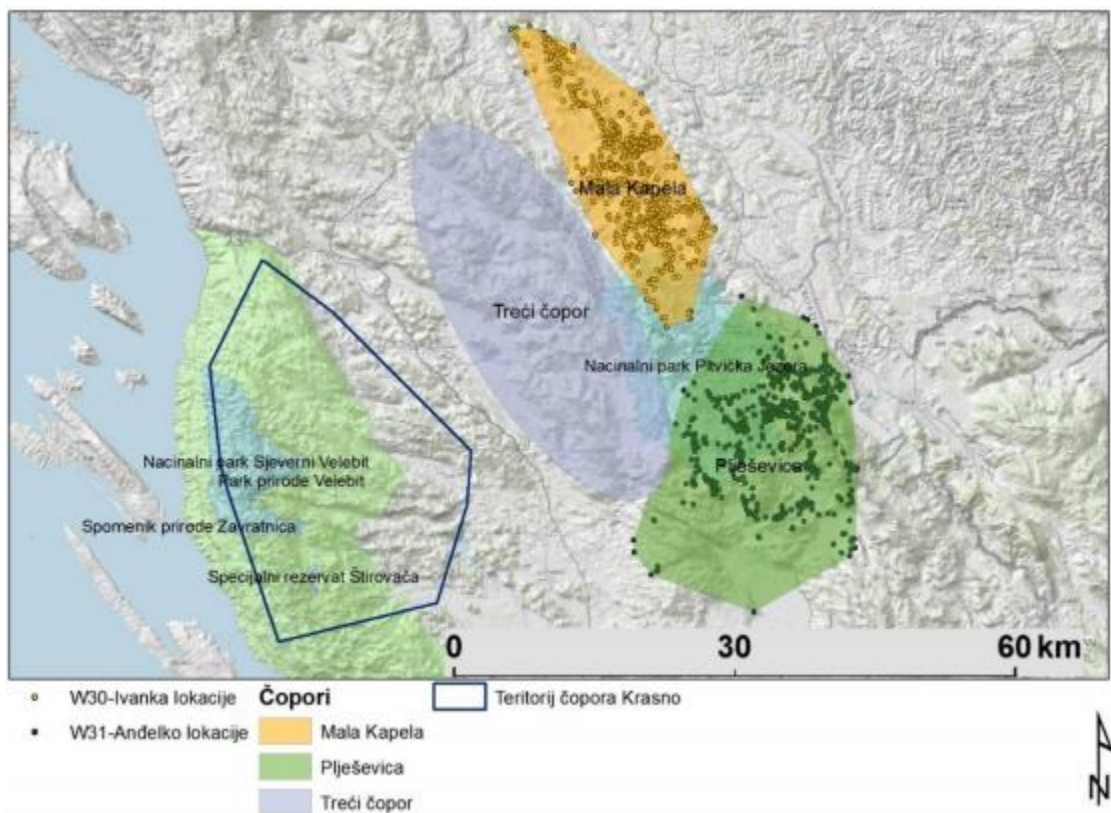 Mala Kapela
Treći čopor
Nacinalni park Plitvička Jezera
Plješevica
Nacinalni park Sjeverni Velebit
Park prirode Velebit
Spomenik prirode Zavratnica
Specijalni rezervat Štirovača
0 30 60 km
W30-Ivanka lokacije
W31-Anđelko lokacije
Čopori
Mala Kapela
Plješevica
Treći čopor
Teritorij čopora Krasno
N